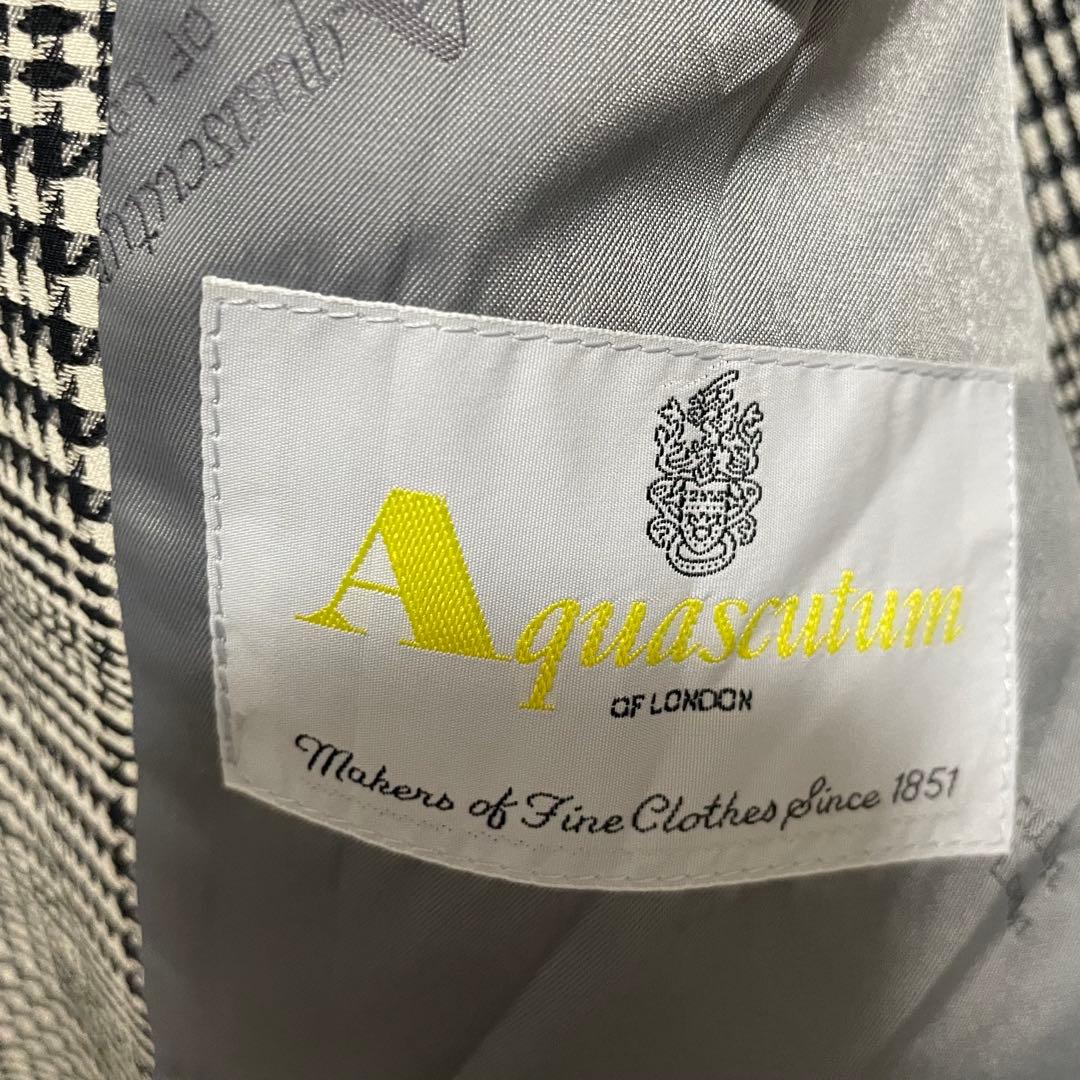 Aquascutum
OF LONDON
Makers of Fine Clothes Since 1851